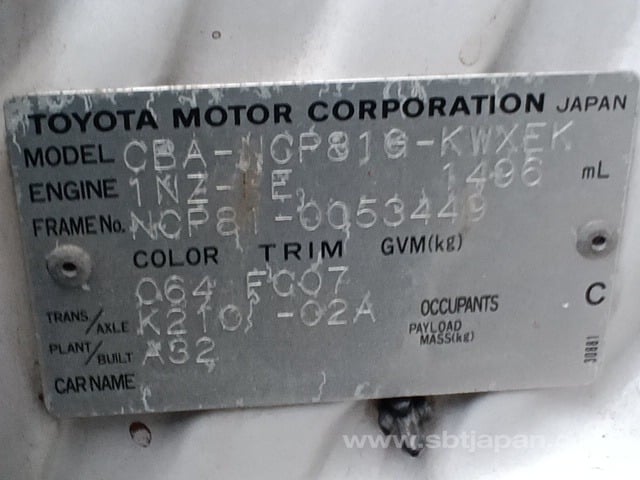 TOYOTA MOTOR CORPORATION JAPAN
MODEL CBA-NCP81G-KWXEK
ENGINE 1NZ- E 1496 mL
FRAME No. NCP81-0053449
COLOR TRIM GVM(kg)
064 FC07 C
TRANS/AXLE K210 -02A OCCUPANTS
PAYLOAD MASS(kg)
PLANT/BUILT A32
CAR NAME
30881
www.sbtjapan.c